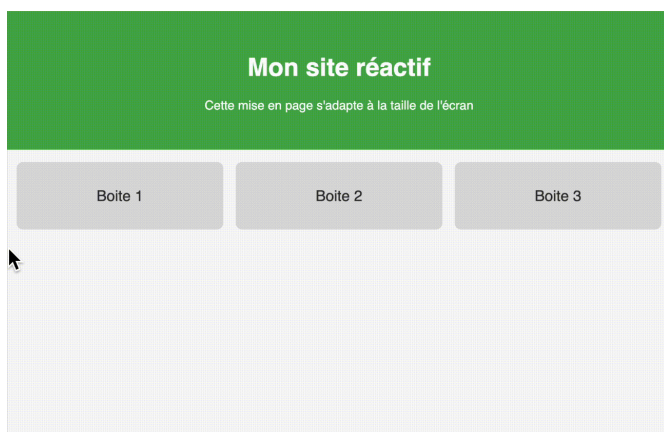 Mon site réactif
Cette mise en page s'adapte à la taille de l'écran
Boite 1
Boite 2
Boite 3